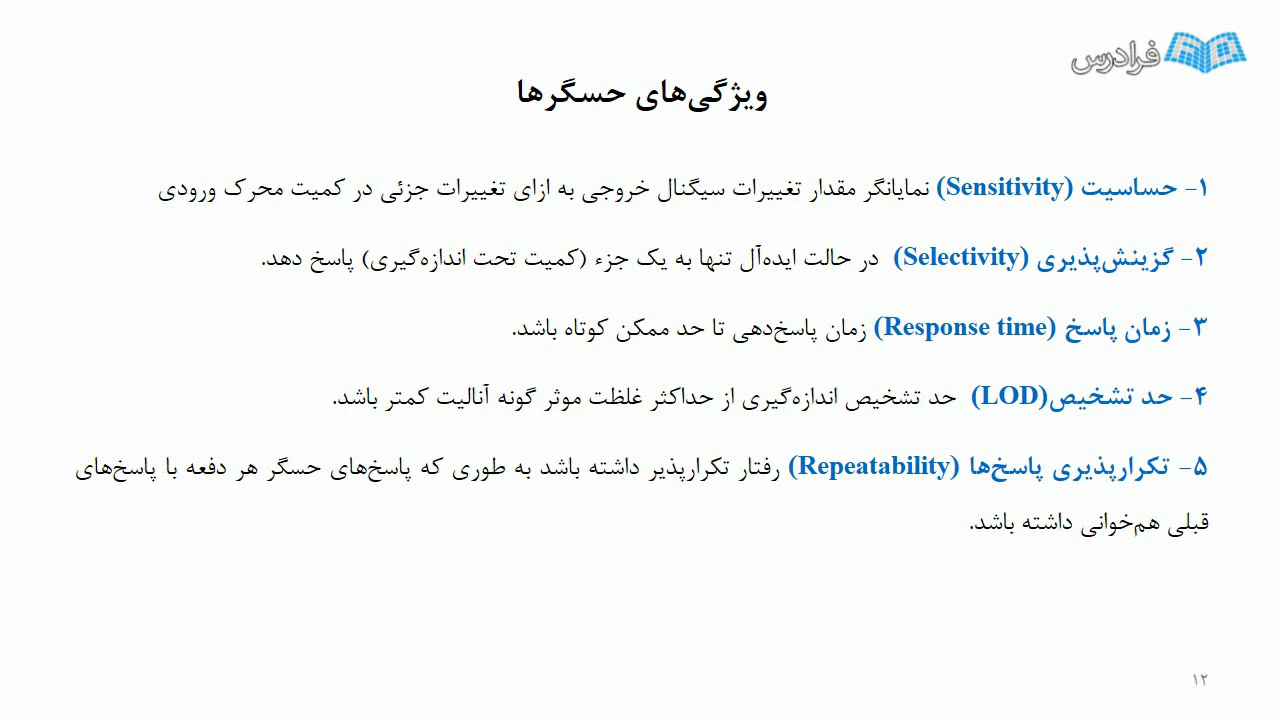 فرادرس
ویژگی‌های حسگرها
۱- حساسیت (Sensitivity) نمایانگر مقدار تغییرات سیگنال خروجی به ازای تغییرات جزئی در کمیت محرک ورودی
۲- گزینش‌پذیری (Selectivity) در حالت ایده‌آل تنها به یک جزء (کمیت تحت اندازه‌گیری) پاسخ دهد.
۳- زمان پاسخ (Response time) زمان پاسخ‌دهی تا حد ممکن کوتاه باشد.
۴- حد تشخیص(LOD) حد تشخیص اندازه‌گیری از حداکثر غلظت موثر گونه آنالیت کمتر باشد.
۵- تکرارپذیری پاسخ‌ها (Repeatability) رفتار تکرارپذیر داشته باشد به طوری که پاسخ‌های حسگر هر دفعه با پاسخ‌های
قبلی هم‌خوانی داشته باشد.
۱۲